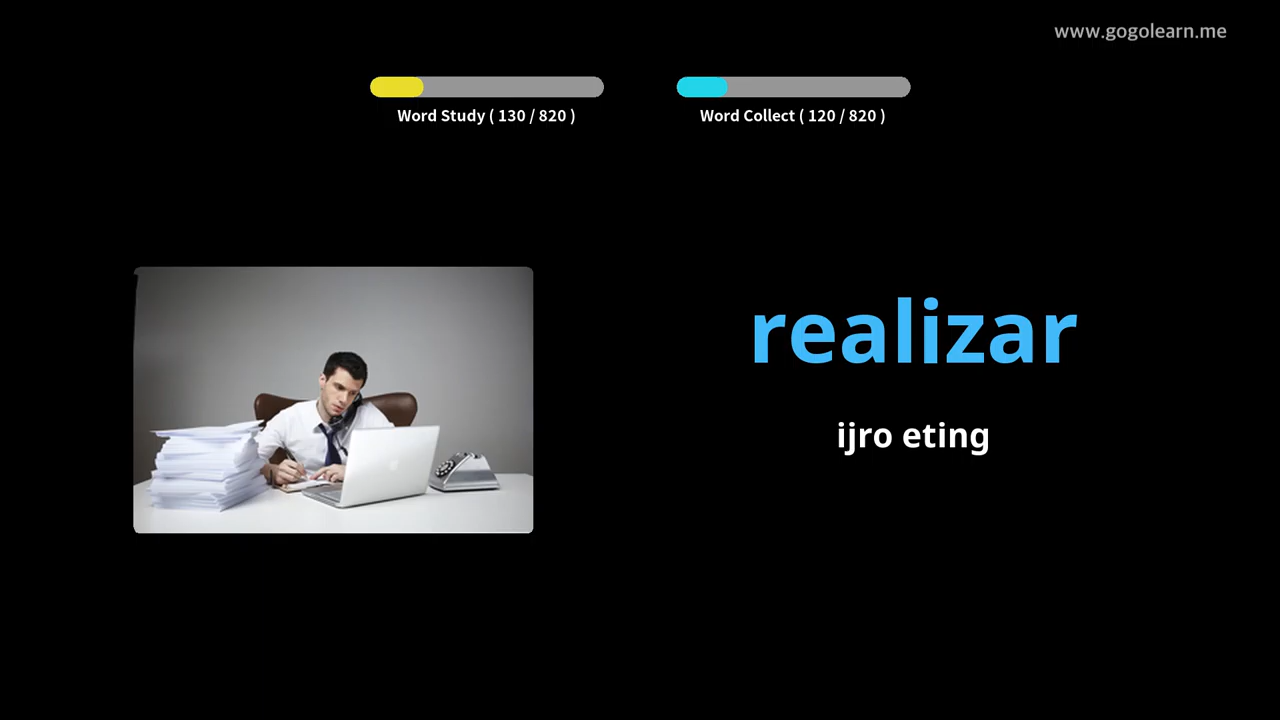 www.gogolearn.me
Word Study ( 130 / 820 )
Word Collect ( 120 / 820 )
realizar
ijro eting